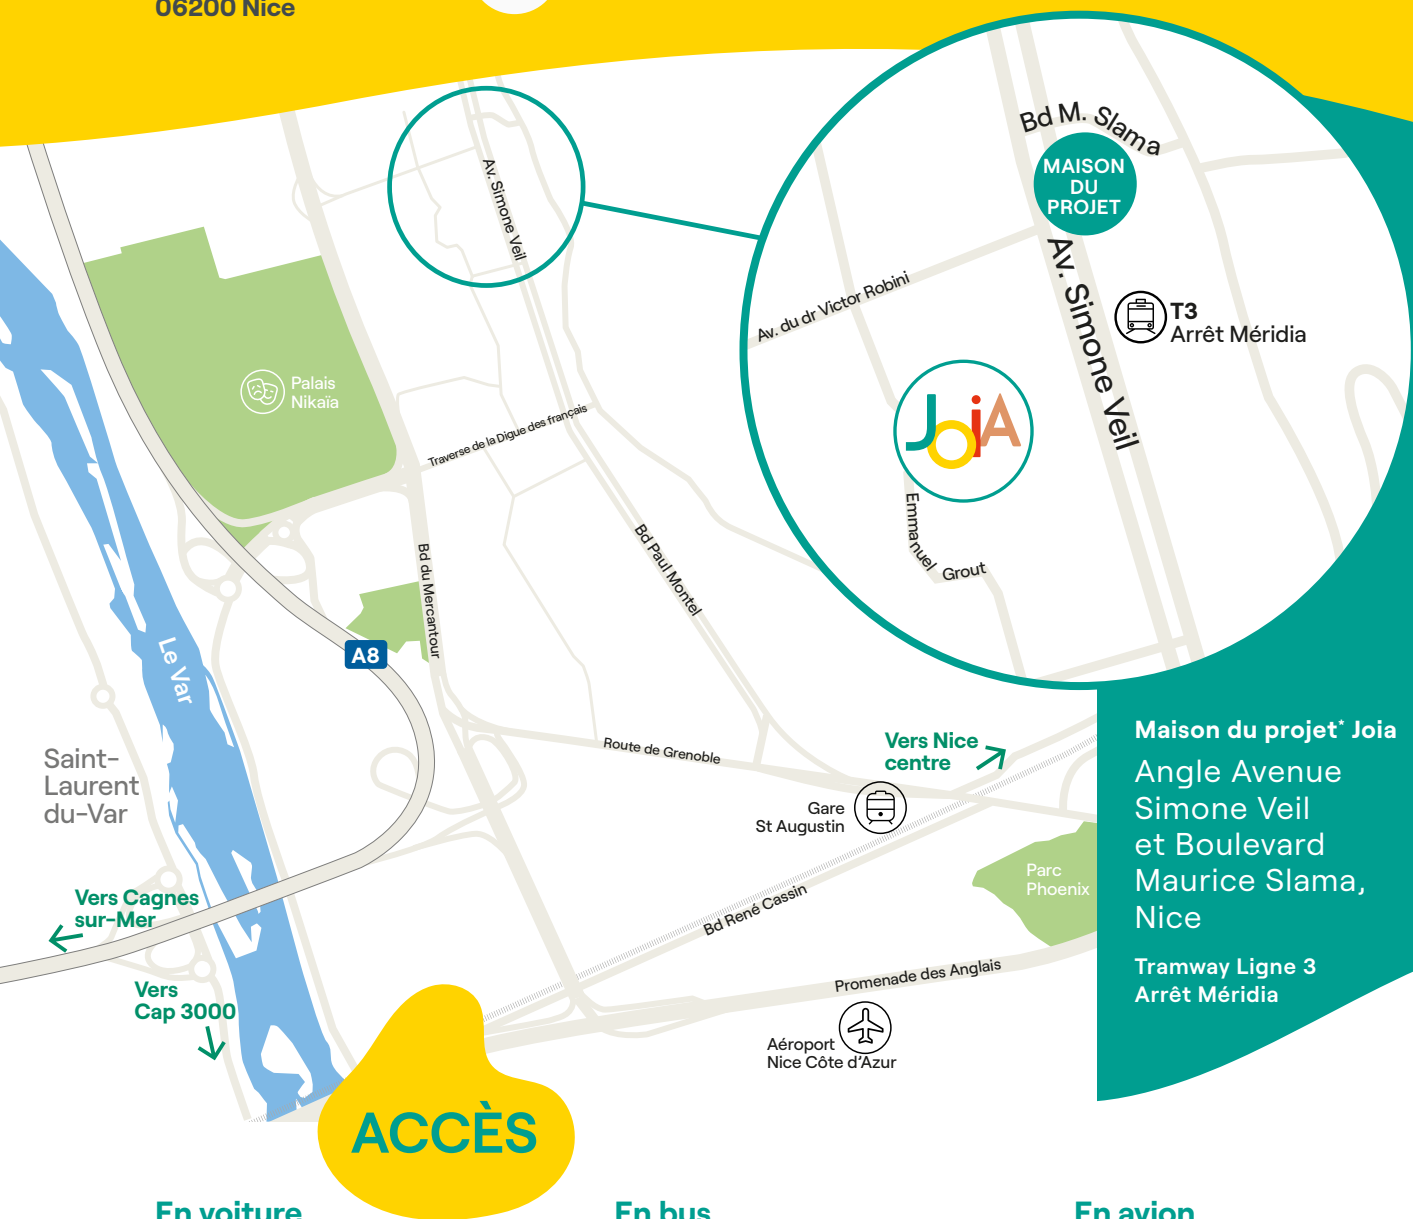 06200 Nice
Bd M. Slama
MAISON
DU
PROJET
Av. Simone Veil
T3
Arrêt Méridia
Av. du dr Victor Robini
JoiA
Emmanuel Grout
Av. Simone Veil
Palais
Nikaïa
Traverse de la Digue des français
Bd du Mercantour
Bd Paul Montel
A8
Le Var
Saint-
Laurent
du-Var
Route de Grenoble
Vers Nice
centre
Gare
St Augustin
Parc
Phoenix
Bd René Cassin
Vers Cagnes
sur-Mer
Vers
Cap 3000
Promenade des Anglais
Aéroport
Nice Côte d'Azur
Maison du projet* Joia
Angle Avenue
Simone Veil
et Boulevard
Maurice Slama,
Nice
Tramway Ligne 3
Arrêt Méridia
ACCÈS
En voiture
En bus
En avion